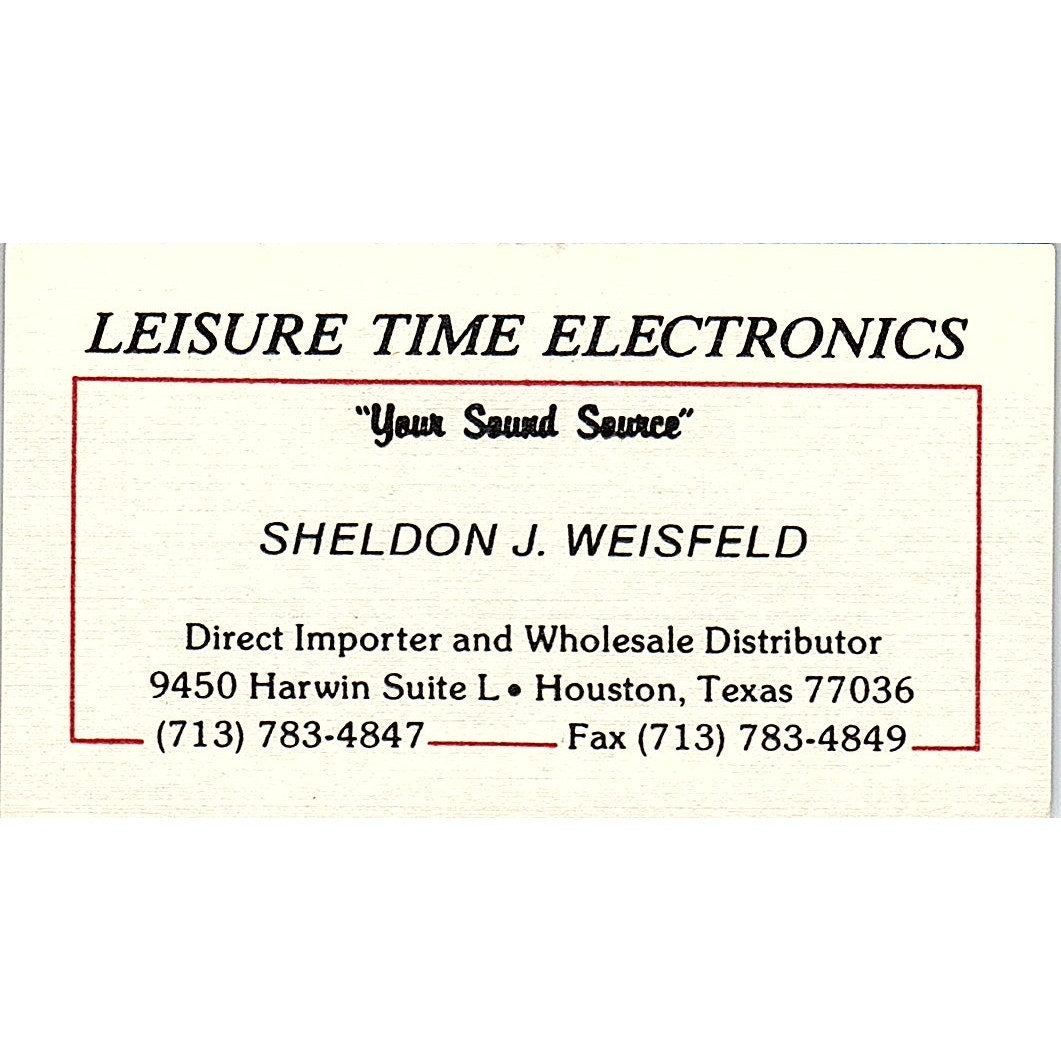 LEISURE TIME ELECTRONICS
"Your Sound Source"
SHELDON J. WEISFELD
Direct Importer and Wholesale Distributor
9450 Harwin Suite L • Houston, Texas 77036
(713) 783-4847 Fax (713) 783-4849